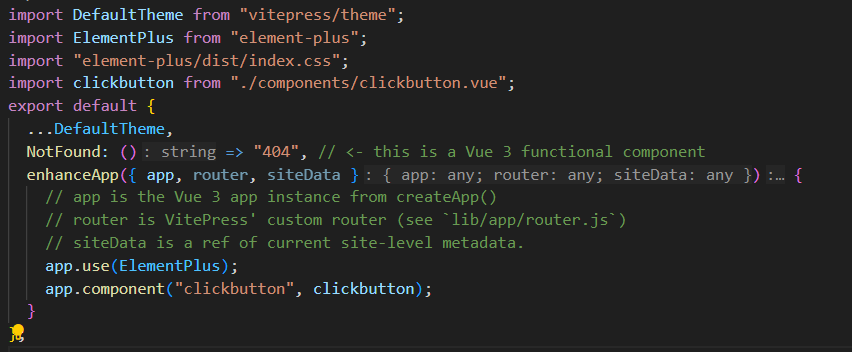 import DefaultTheme from "vitepress/theme";
import ElementPlus from "element-plus";
import "element-plus/dist/index.css";
import clickbutton from "./components/clickbutton.vue";
export default {
  ...DefaultTheme,
  NotFound: (): string => "404", // <- this is a Vue 3 functional component
  enhanceApp({ app, router, siteData }: { app: any; router: any; siteData: any }):… {
    // app is the Vue 3 app instance from createApp()
    // router is VitePress' custom router (see `lib/app/router.js`)
    // siteData is a ref of current site-level metadata.
    app.use(ElementPlus);
    app.component("clickbutton", clickbutton);
  }
};